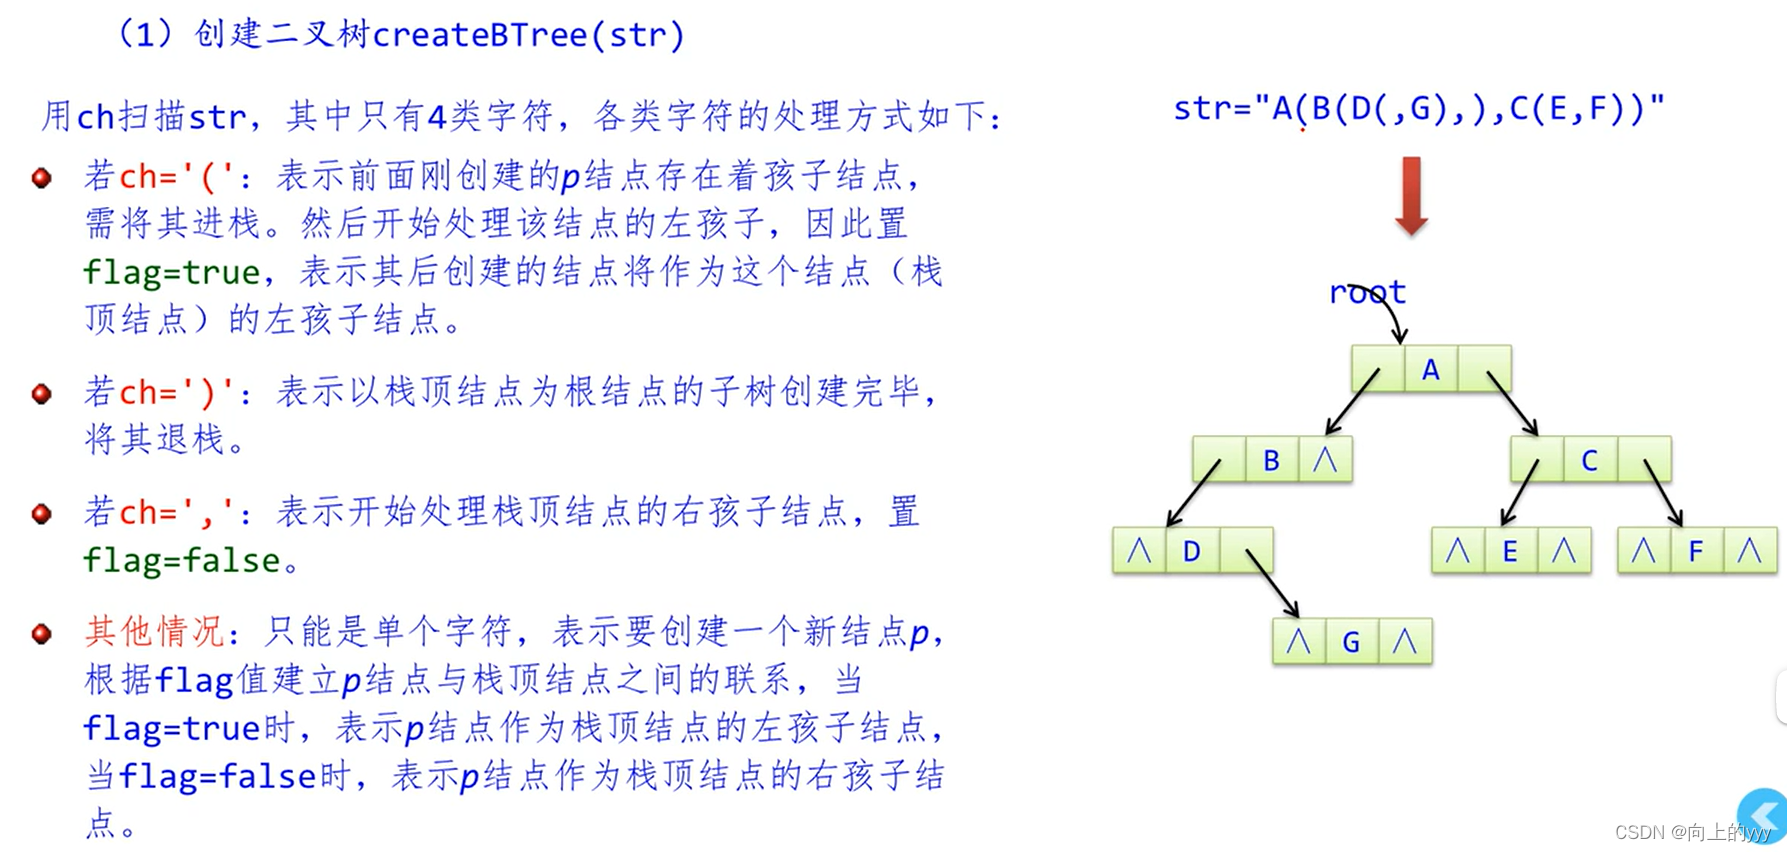 （1）创建二叉树createBTree(str)
用ch扫描str，其中只有4类字符，各类字符的处理方式如下：
若ch='('：表示前面刚创建的p结点存在着孩子结点，
需将其进栈。然后开始处理该结点的左孩子，因此置
flag=true，表示其后创建的结点将作为这个结点（栈
顶结点）的左孩子结点。
若ch=')'：表示以栈顶结点为根结点的子树创建完毕，
将其退栈。
若ch=','：表示开始处理栈顶结点的右孩子结点，置
flag=false。
其他情况：只能是单个字符，表示要创建一个新结点p，
根据flag值建立p结点与栈顶结点之间的联系，当
flag=true时，表示p结点作为栈顶结点的左孩子结点，
当flag=false时，表示p结点作为栈顶结点的右孩子结
点。
str="A(B(D(,G),),C(E,F))"
root
A
B ∧
C
∧ D
∧ E ∧
∧ F ∧
∧ G ∧
CSDN @向上的yyy